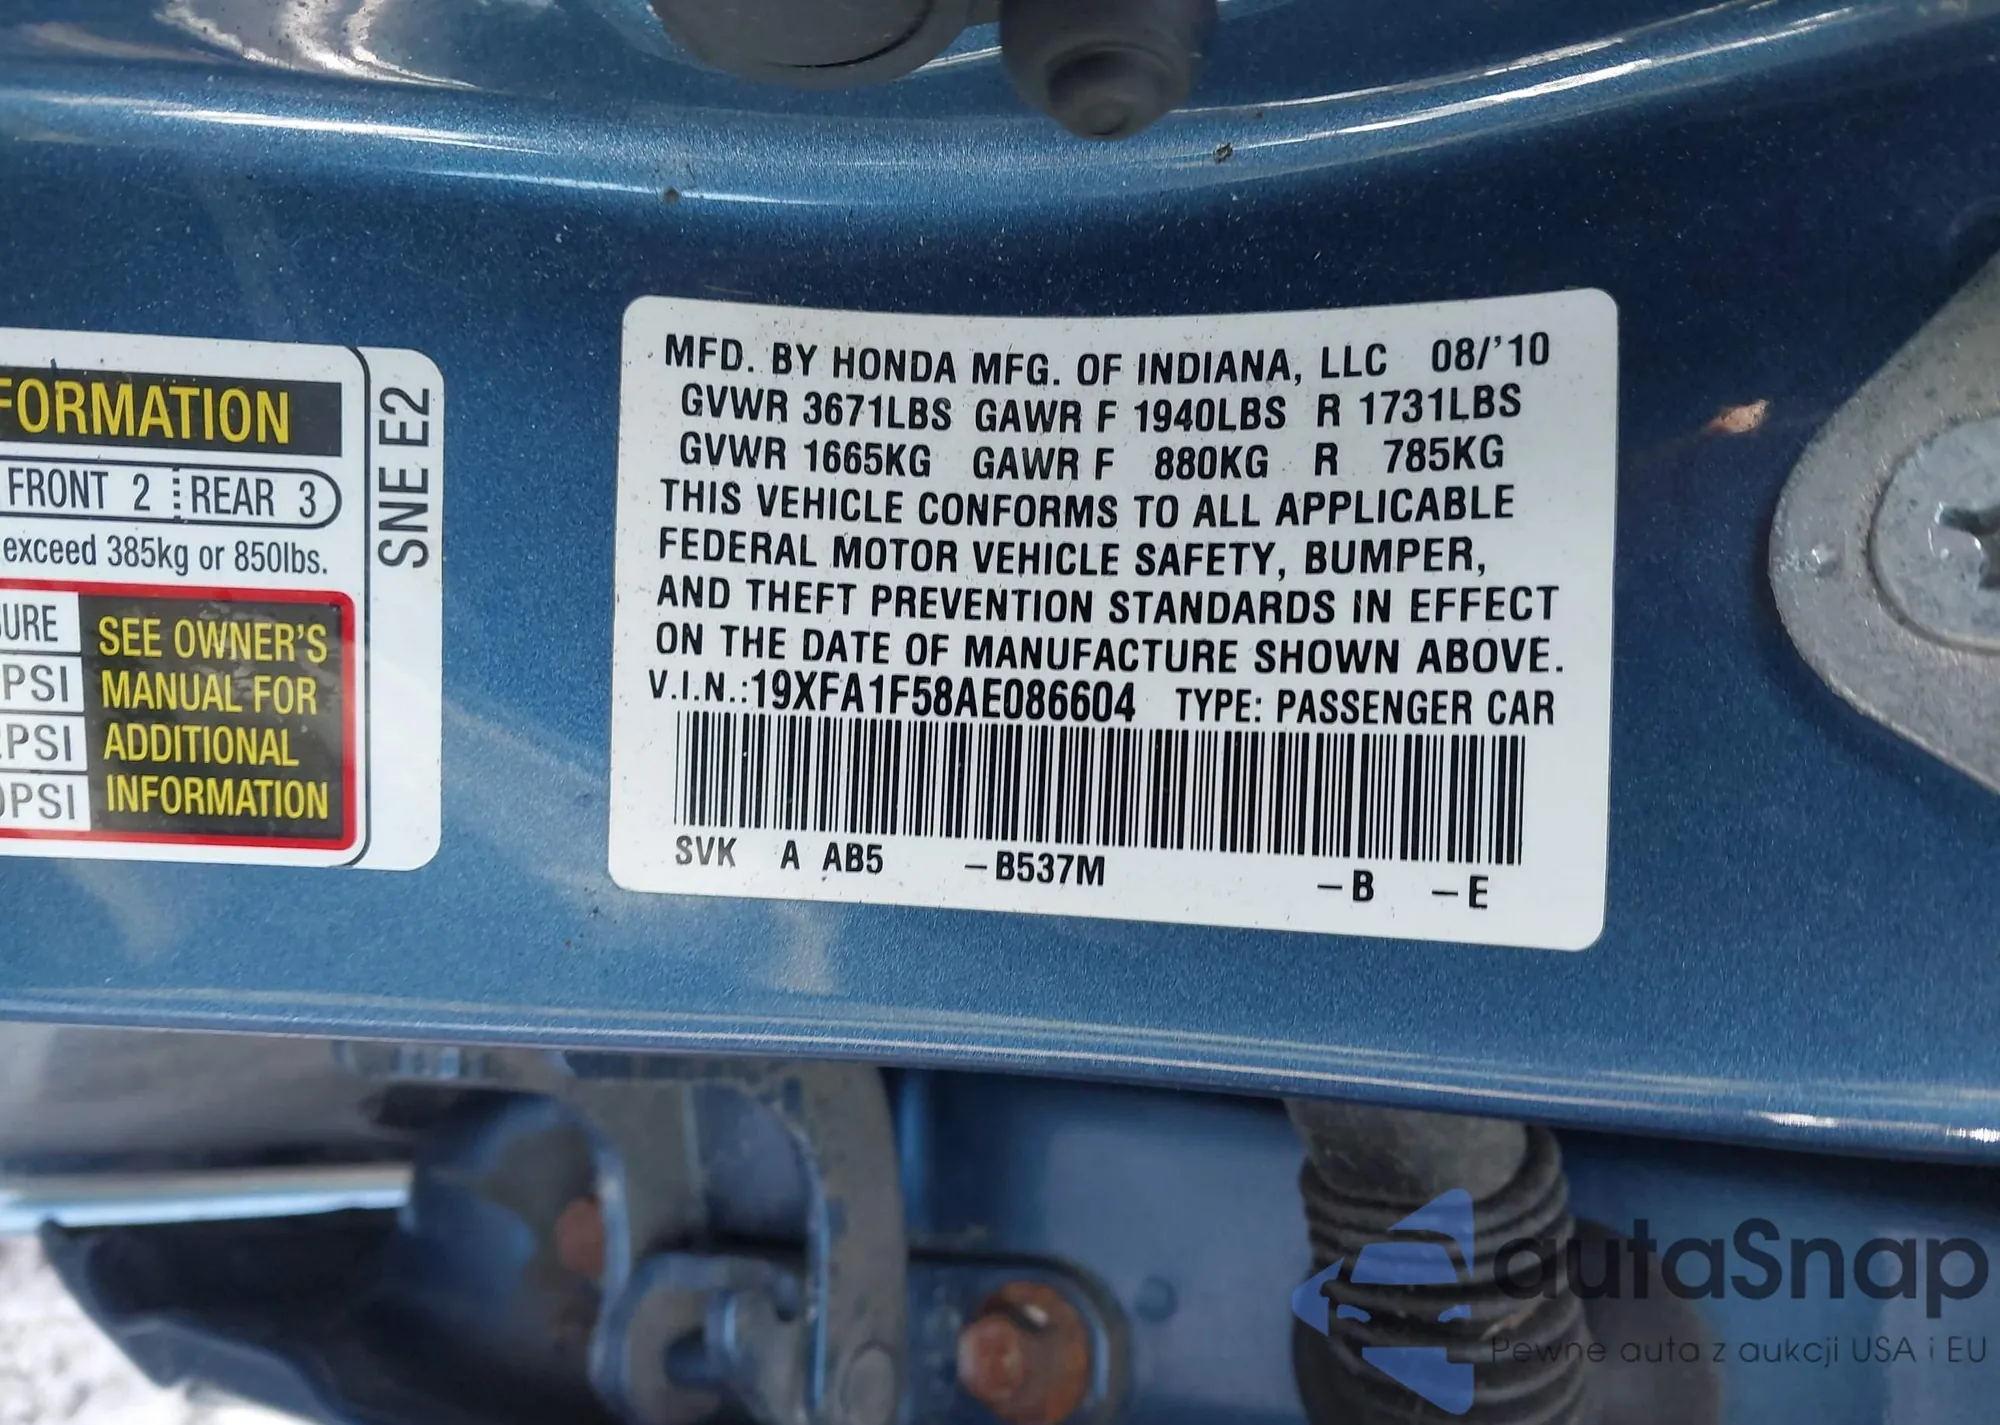 FORMATION
FRONT 2 REAR 3
exceed 385kg or 850lbs.
URE
PSI
PSI
PSI
SEE OWNER'S
MANUAL FOR
ADDITIONAL
INFORMATION
SNE E2
MFD. BY HONDA MFG. OF INDIANA, LLC 08/'10
GVWR 3671LBS GAWR F 1940LBS R 1731LBS
GVWR 1665KG GAWR F 880KG R 785KG
THIS VEHICLE CONFORMS TO ALL APPLICABLE
FEDERAL MOTOR VEHICLE SAFETY, BUMPER,
AND THEFT PREVENTION STANDARDS IN EFFECT
ON THE DATE OF MANUFACTURE SHOWN ABOVE.
V.I.N.:19XFA1F58AE086604 TYPE: PASSENGER CAR
SVK A AB5 –B537M –B –E
autaSnap
Pewne auta z aukcji USA i EU